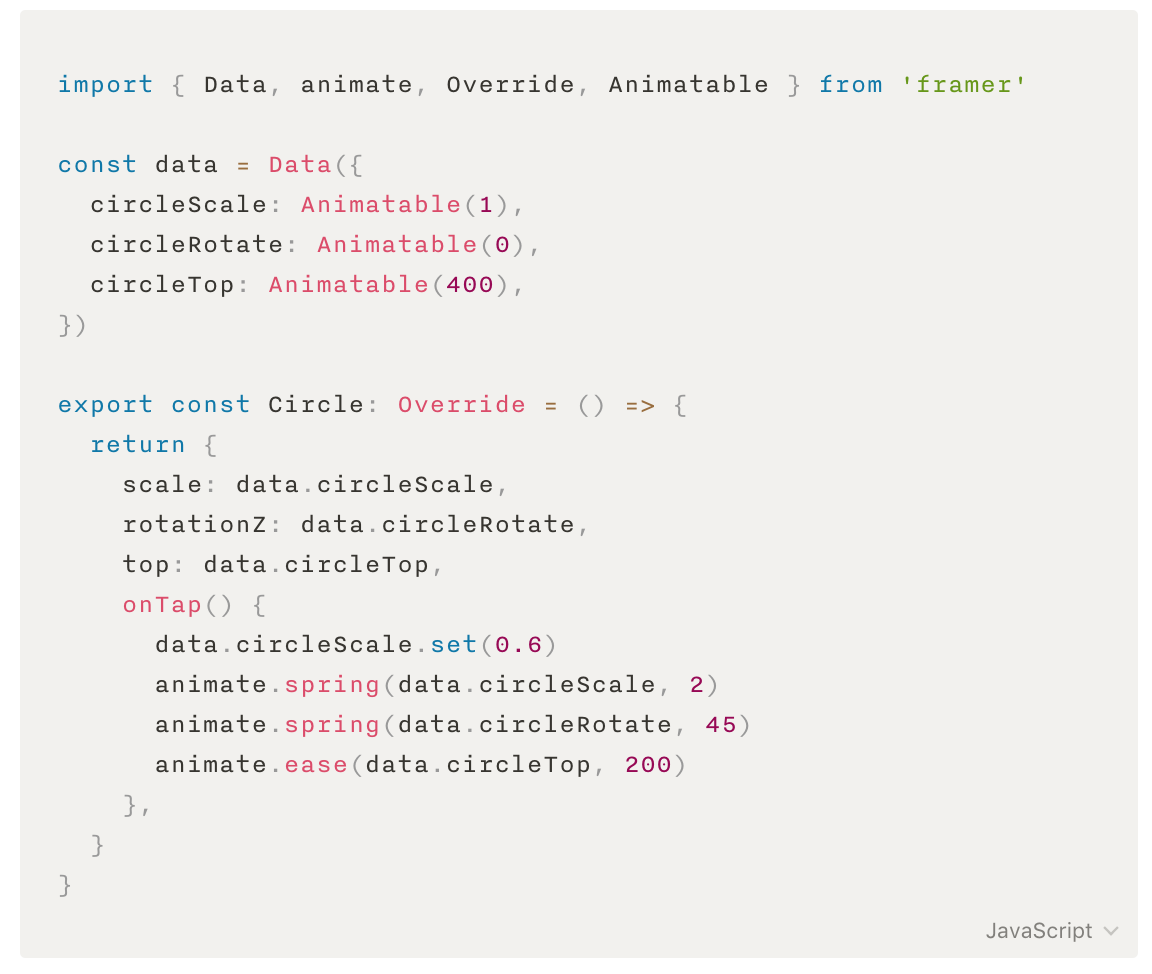 import { Data, animate, Override, Animatable } from 'framer'

const data = Data({
  circleScale: Animatable(1),
  circleRotate: Animatable(0),
  circleTop: Animatable(400),
})

export const Circle: Override = () => {
  return {
    scale: data.circleScale,
    rotationZ: data.circleRotate,
    top: data.circleTop,
    onTap() {
      data.circleScale.set(0.6)
      animate.spring(data.circleScale, 2)
      animate.spring(data.circleRotate, 45)
      animate.ease(data.circleTop, 200)
    },
  }
}
JavaScript